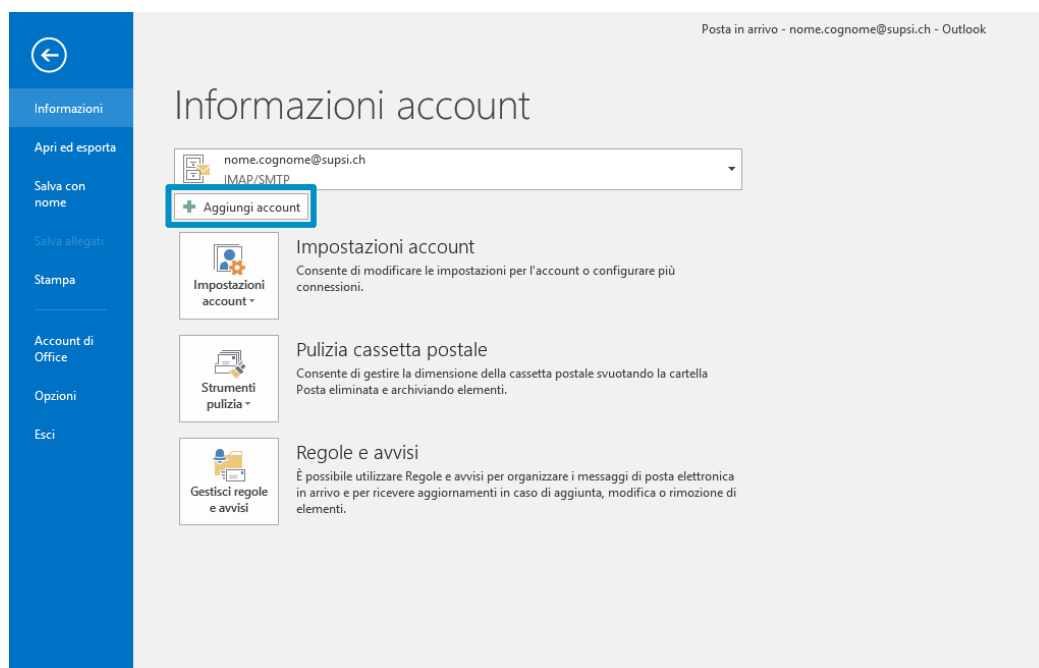 Posta in arrivo - nome.cognome@supsi.ch - Outlook
Informazioni
Apri ed esporta
Salva con
nome
Salva allegati
Stampa
Account di
Office
Opzioni
Esci
Informazioni account
nome.cognome@supsi.ch
IMAP/SMTP
Aggiungi account
Impostazioni
account
Impostazioni account
Consente di modificare le impostazioni per l'account o configurare più
connessioni.
Strumenti
pulizia
Pulizia cassetta postale
Consente di gestire la dimensione della cassetta postale svuotando la cartella
Posta eliminata e archiviando elementi.
Gestisci regole
e avvisi
Regole e avvisi
È possibile utilizzare Regole e avvisi per organizzare i messaggi di posta elettronica
in arrivo e per ricevere aggiornamenti in caso di aggiunta, modifica o rimozione di
elementi.